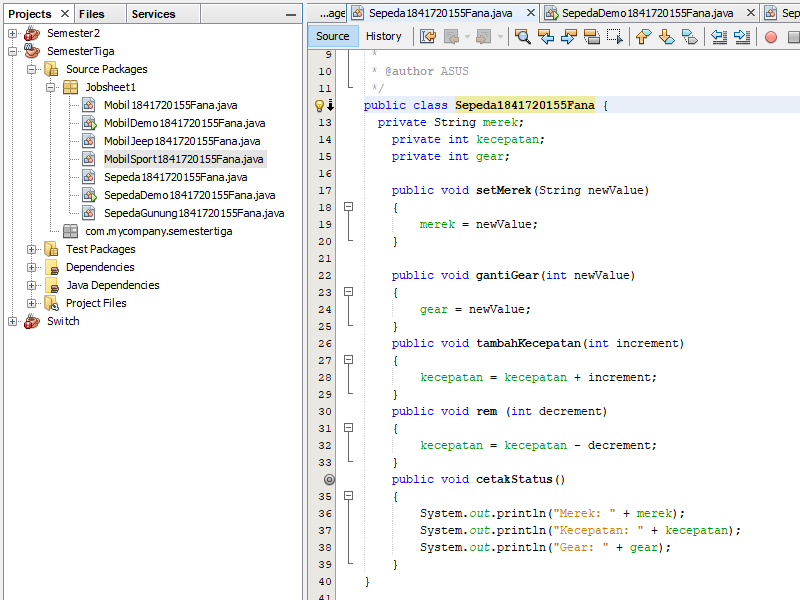 Projects
Files
Services
Semester2
SemesterTiga
Source Packages
Jobsheet1
Mobil1841720155Fana.java
MobilDemo1841720155Fana.java
MobilJeep1841720155Fana.java
MobilSport1841720155Fana.java
Sepeda1841720155Fana.java
SepedaDemo1841720155Fana.java
SepedaGunung1841720155Fana.java
com.mycompany.semestertiga
Test Packages
Dependencies
Java Dependencies
Project Files
Switch
...age
Sepeda1841720155Fana.java
SepedaDemo1841720155Fana.java
Sep
Source
History
9 *
10 * @author ASUS
11 */
public class Sepeda1841720155Fana {
13 private String merek;
14 private int kecepatan;
15 private int gear;
16
17 public void setMerek(String newValue)
18 {
19 merek = newValue;
20 }
21
22 public void gantiGear(int newValue)
23 {
24 gear = newValue;
25 }
26 public void tambahKecepatan(int increment)
27 {
28 kecepatan = kecepatan + increment;
29 }
30 public void rem (int decrement)
31 {
32 kecepatan = kecepatan - decrement;
33 }
public void cetakStatus()
35 {
36 System.out.println("Merek: " + merek);
37 System.out.println("Kecepatan: " + kecepatan);
38 System.out.println("Gear: " + gear);
39 }
40 }
41